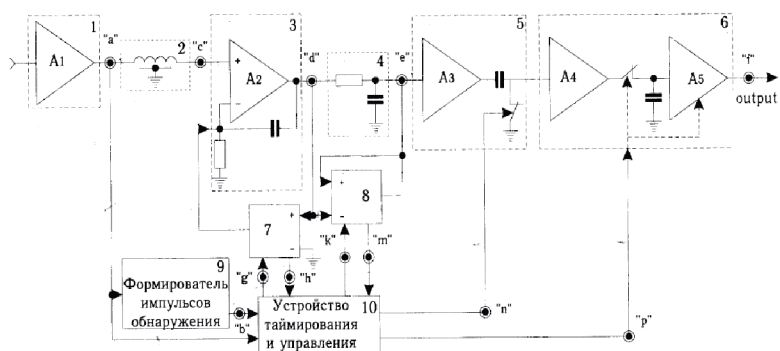 1
2
3
4
5
6
A1
"a"
"c"
+
A2
−
"d"
"e"
A3
A4
A5
"f"
output
7
+
−
8
+
−
"k"
"m"
"n"
"p"
9
Формирователь
импульсов
обнаружения
"b"
"g"
"h"
10
Устройство
таймирования
и управления